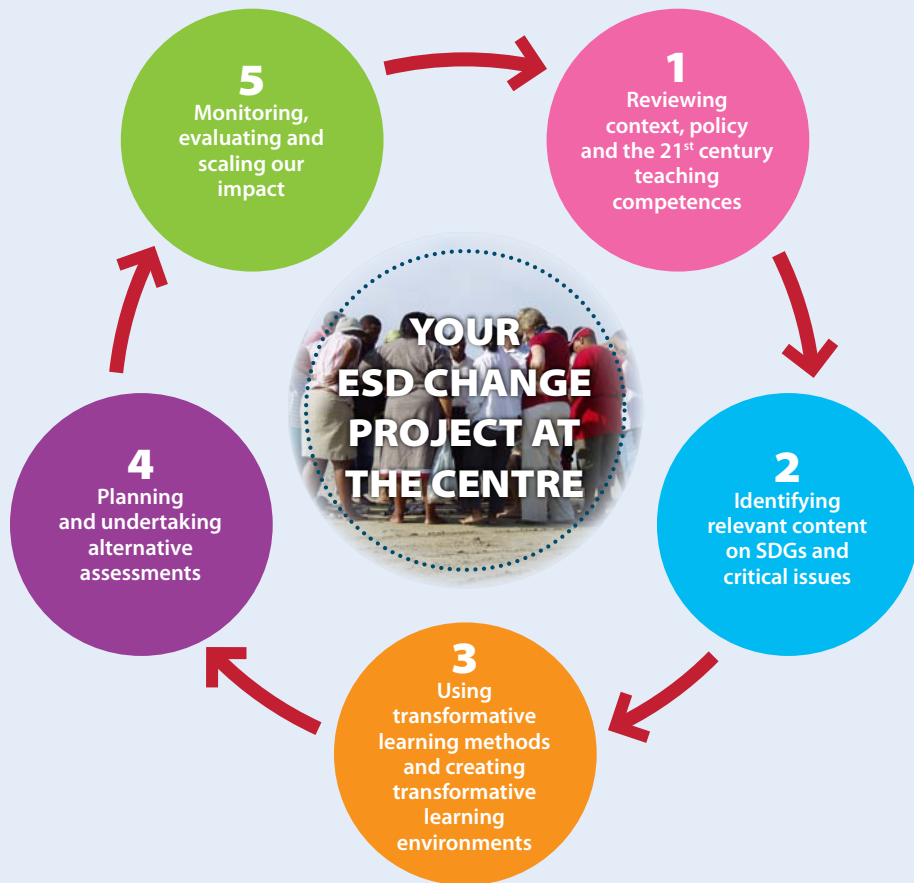 5
Monitoring,
evaluating and
scaling our
impact
1
Reviewing
context, policy
and the 21st century
teaching
competences
YOUR
ESD CHANGE
PROJECT AT
THE CENTRE
4
Planning
and undertaking
alternative
assessments
2
Identifying
relevant content
on SDGs and
critical issues
3
Using
transformative
learning methods
and creating
transformative
learning
environments